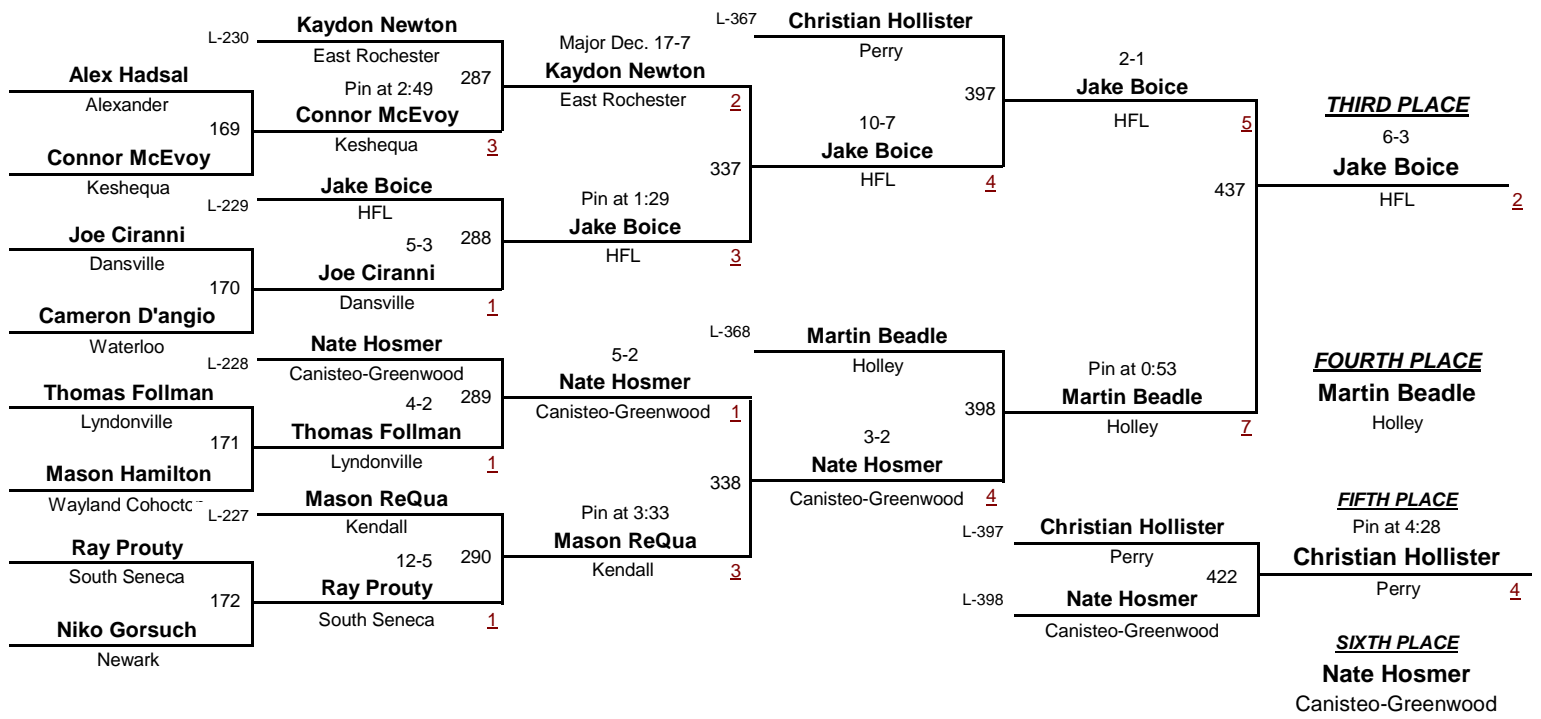 L-230
Kaydon Newton
East Rochester
Alex Hadsal
Alexander
169
Pin at 2:49
287
Connor McEvoy
Keshequa
3
Connor McEvoy
Keshequa
L-229
Jake Boice
HFL
Joe Ciranni
Dansville
170
5-3
288
Joe Ciranni
Dansville
1
Cameron D'angio
Waterloo
L-228
Nate Hosmer
Canisteo-Greenwood
Thomas Follman
Lyndonville
171
4-2
289
Thomas Follman
Lyndonville
1
Mason Hamilton
Wayland
L-227
Mason ReQua
Kendall
Ray Prouty
South Seneca
172
12-5
290
Ray Prouty
South Seneca
1
Niko Gorsuch
Newark
Major Dec. 17-7
Kaydon Newton
East Rochester
2
337
Pin at 1:29
Jake Boice
HFL
3
5-2
Nate Hosmer
Canisteo-Greenwood
1
338
Pin at 3:33
Mason ReQua
Kendall
3
L-367
Christian Hollister
Perry
397
10-7
Jake Boice
HFL
4
L-368
Martin Beadle
Holley
398
3-2
Nate Hosmer
Canisteo-Greenwood
4
2-1
Jake Boice
HFL
5
437
Pin at 0:53
Martin Beadle
Holley
7
THIRD PLACE
6-3
Jake Boice
HFL
2
FOURTH PLACE
Martin Beadle
Holley
L-397
Christian Hollister
Perry
422
L-398
Nate Hosmer
Canisteo-Greenwood
FIFTH PLACE
Pin at 4:28
Christian Hollister
Perry
4
SIXTH PLACE
Nate Hosmer
Canisteo-Greenwood